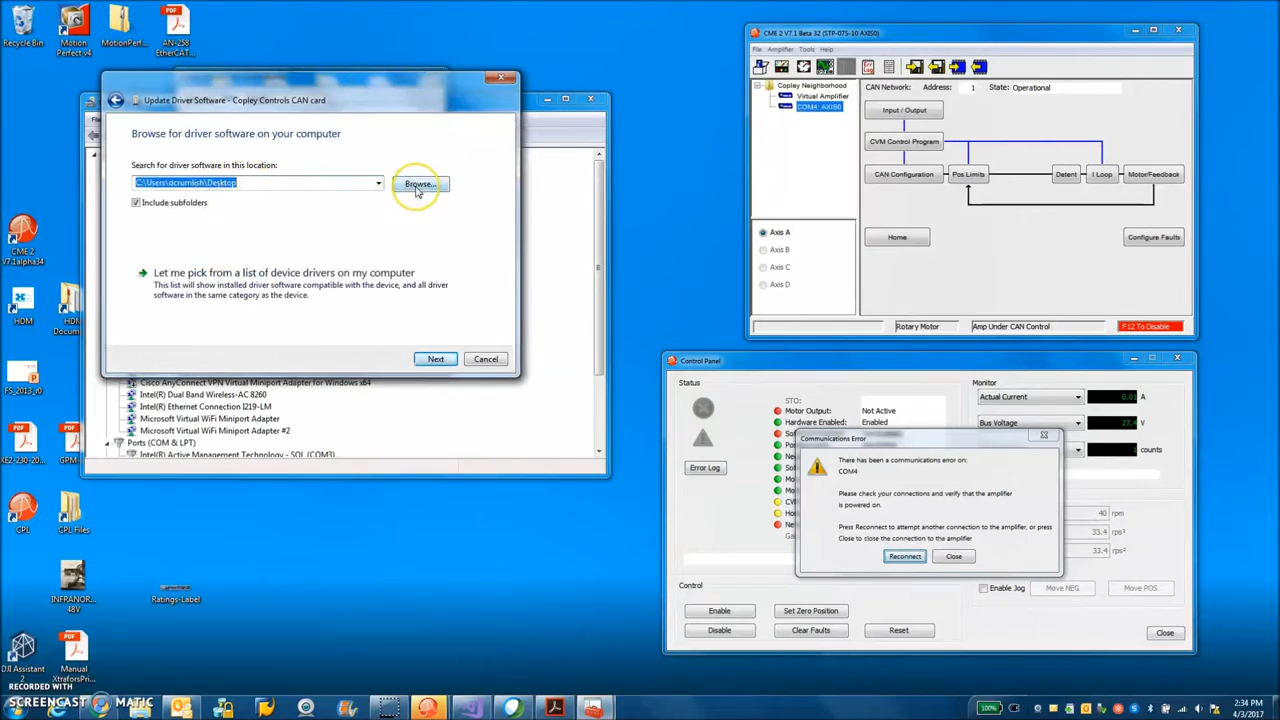 Recycle Bin
Motion
Perfect v4
MotionPerf...
AN-258
EtherCAT...
CME 2
V7.1alpha34
HDM
HDM
Docum...
FS_2013_i0
XE2-230-20...
GPM...
CPL
CPL Files
INFRANOR...
48V
Ratings-Label
DJI Assistant
2
Manual
XtraforsPri...
RECORDED WITH
SCREENCAST MATIC
Update Driver Software - Copley Controls CAN card
Browse for driver software on your computer
Search for driver software in this location:
C:\Users\dcrumlish\Desktop
Browse...
Include subfolders
Let me pick from a list of device drivers on my computer
This list will show installed driver software compatible with the device, and all driver
software in the same category as the device.
Next
Cancel
Cisco AnyConnect VPN Virtual Miniport Adapter for Windows x64
Intel(R) Dual Band Wireless-AC 8260
Intel(R) Ethernet Connection I219-LM
Microsoft Virtual WiFi Miniport Adapter
Microsoft Virtual WiFi Miniport Adapter #2
Ports (COM & LPT)
Intel(R) Active Management Technology - SOL (COM3)
CME 2 V7.1 Beta 32 (STP-075-10 AXIS0)
File Amplifier Tools Help
Copley Neighborhood
Virtual Amplifier
COM4: AXIS0
CAN Network: Address: 1 State: Operational
Input / Output
CVM Control Program
CAN Configuration
Pos Limits
Detent
I Loop
Motor/Feedback
Axis A
Axis B
Axis C
Axis D
Home
Configure Faults
Rotary Motor
Amp Under CAN Control
F12 To Disable
Control Panel
Status
STO:
Motor Output: Not Active
Hardware Enabled: Enabled
Error Log
Monitor
Actual Current
A
Bus Voltage
V
counts
Communications Error
There has been a communications error on:
COM4
Please check your connections and verify that the amplifier
is powered on.
Press Reconnect to attempt another connection to the amplifier, or press
Close to close the connection to the amplifier
Reconnect
Close
40 rpm
33.4 rps²
33.4 rps²
Enable Jog
Move NEG
Move POS
Control
Enable
Set Zero Position
Disable
Clear Faults
Reset
Close
100%
2:34 PM
4/3/2017